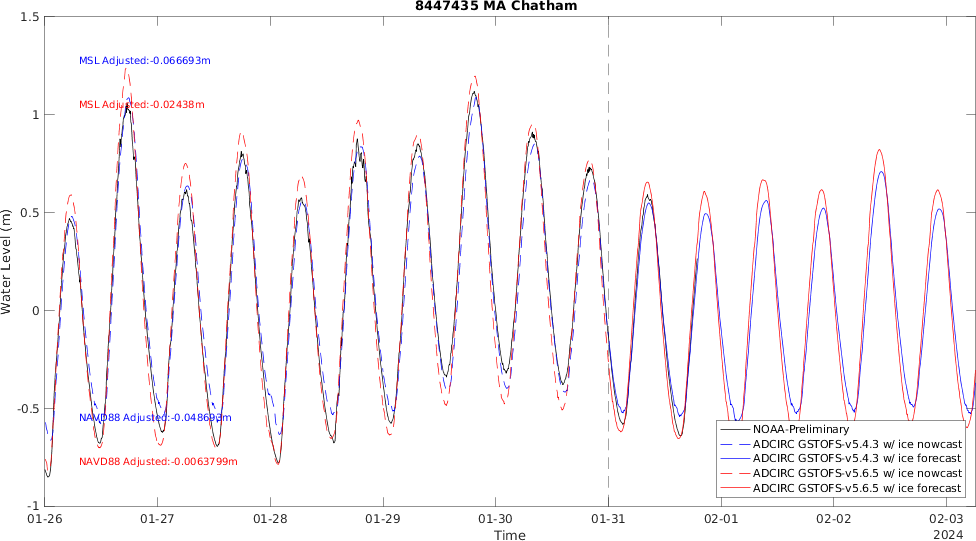 8447435 MA Chatham
1.5
MSL Adjusted:-0.066693m
MSL Adjusted:-0.02438m
1
0.5
0
-0.5
-1
Water Level (m)
NAVD88 Adjusted:-0.048693m
NAVD88 Adjusted:-0.0063799m
NOAA-Preliminary
ADCIRC GSTOFS-v5.4.3 w/ ice nowcast
ADCIRC GSTOFS-v5.4.3 w/ ice forecast
ADCIRC GSTOFS-v5.6.5 w/ ice nowcast
ADCIRC GSTOFS-v5.6.5 w/ ice forecast
01-26 01-27 01-28 01-29 01-30 01-31 02-01 02-02 02-03
Time
2024